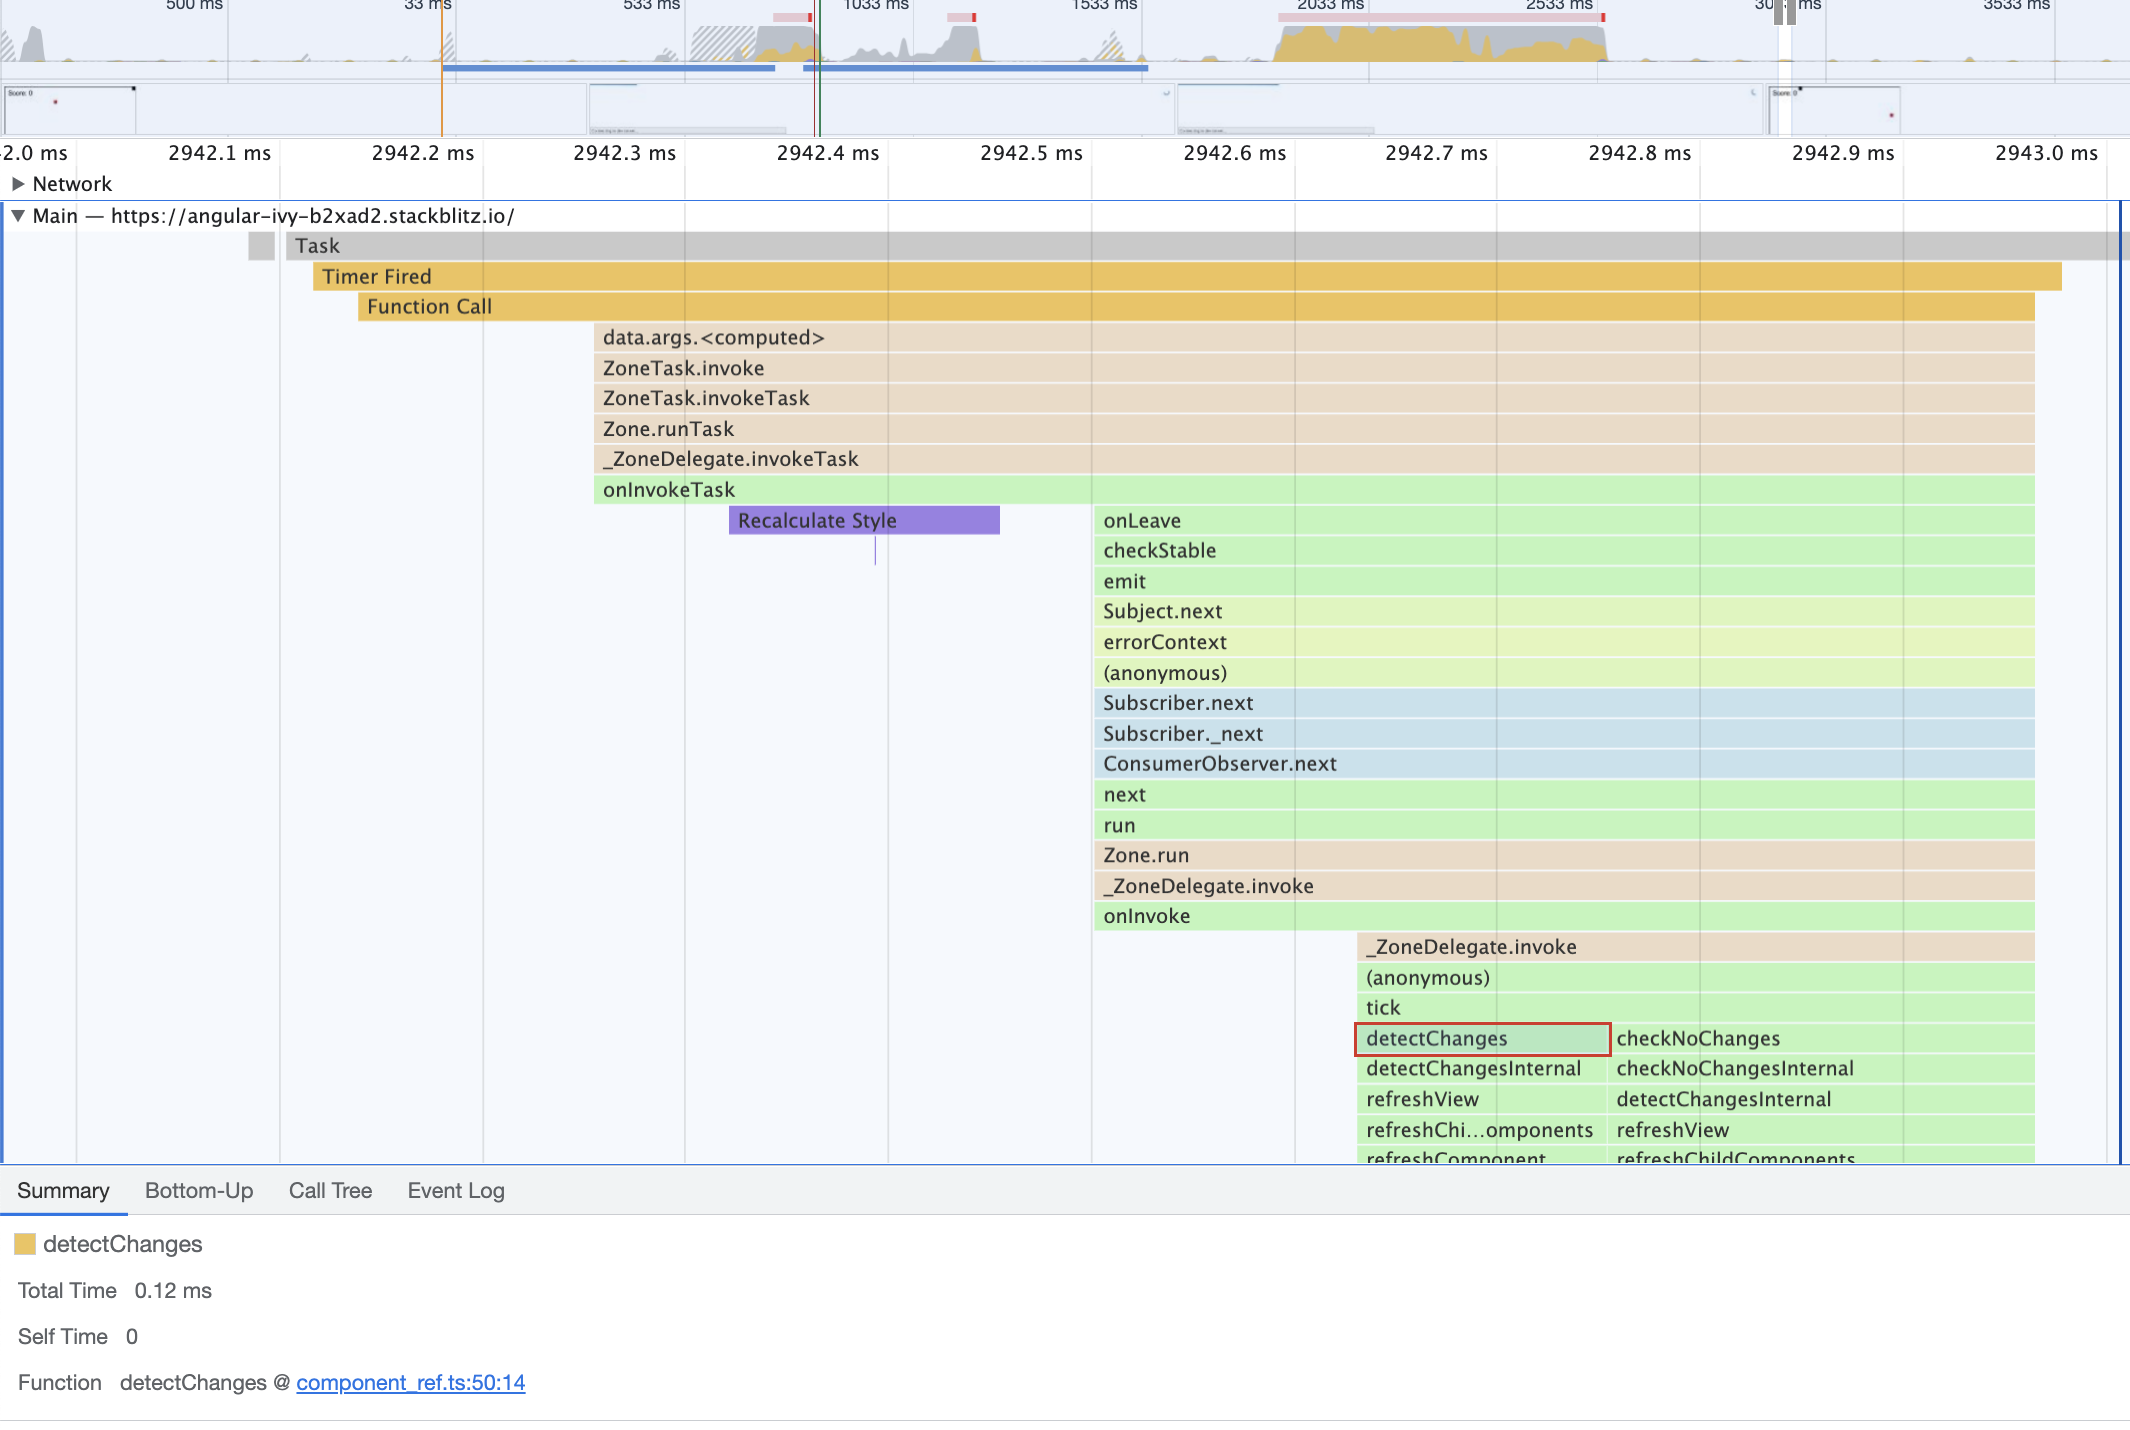 500 ms 33 ms 533 ms 1033 ms 1533 ms 2033 ms 2533 ms ms 3533 ms
Score: 0 Score: 0
2.0 ms 2942.1 ms 2942.2 ms 2942.3 ms 2942.4 ms 2942.5 ms 2942.6 ms 2942.7 ms 2942.8 ms 2942.9 ms 2943.0 ms
Network
Main — https://angular-ivy-b2xad2.stackblitz.io/
Task
Timer Fired
Function Call
data.args.<computed>
ZoneTask.invoke
ZoneTask.invokeTask
Zone.runTask
_ZoneDelegate.invokeTask
onInvokeTask
Recalculate Style onLeave
checkStable
emit
Subject.next
errorContext
(anonymous)
Subscriber.next
Subscriber._next
ConsumerObserver.next
next
run
Zone.run
_ZoneDelegate.invoke
onInvoke
_ZoneDelegate.invoke
(anonymous)
tick
detectChanges checkNoChanges
detectChangesInternal checkNoChangesInternal
refreshView detectChangesInternal
refreshChi...omponents refreshView
refreshComponent refreshChildComponents
Summary Bottom-Up Call Tree Event Log
detectChanges
Total Time 0.12 ms
Self Time 0
Function detectChanges @ component_ref.ts:50:14